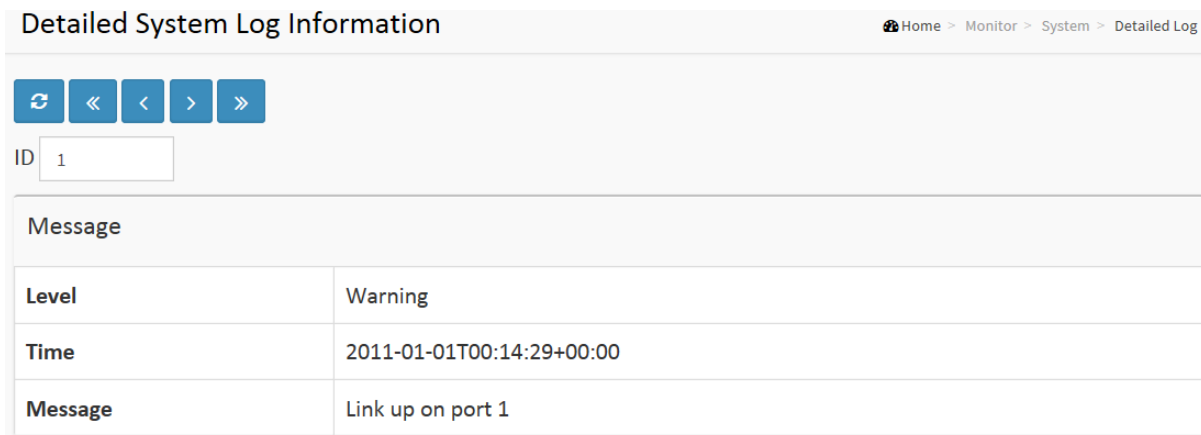 Detailed System Log Information
Home > Monitor > System > Detailed Log
« < > »
ID 1
Message
Level Warning
Time 2011-01-01T00:14:29+00:00
Message Link up on port 1